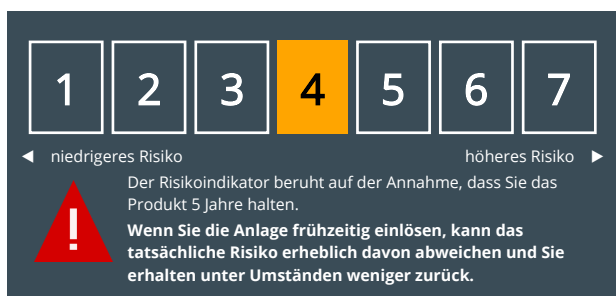 1 2 3 4 5 6 7
◄ niedrigeres Risiko höheres Risiko ►
!
Der Risikoindikator beruht auf der Annahme, dass Sie das
Produkt 5 Jahre halten.
Wenn Sie die Anlage frühzeitig einlösen, kann das
tatsächliche Risiko erheblich davon abweichen und Sie
erhalten unter Umständen weniger zurück.